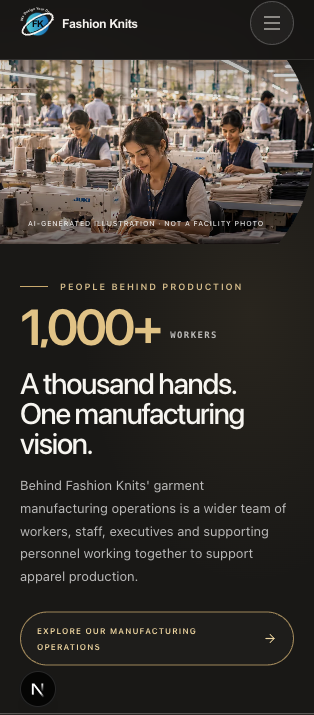 FK
Fashion Knits
AI-GENERATED ILLUSTRATION · NOT A FACILITY PHOTO
PEOPLE BEHIND PRODUCTION
1,000+ WORKERS
A thousand hands.
One manufacturing
vision.
Behind Fashion Knits' garment
manufacturing operations is a wider team of
workers, staff, executives and supporting
personnel working together to support
apparel production.
EXPLORE OUR MANUFACTURING
OPERATIONS →
N